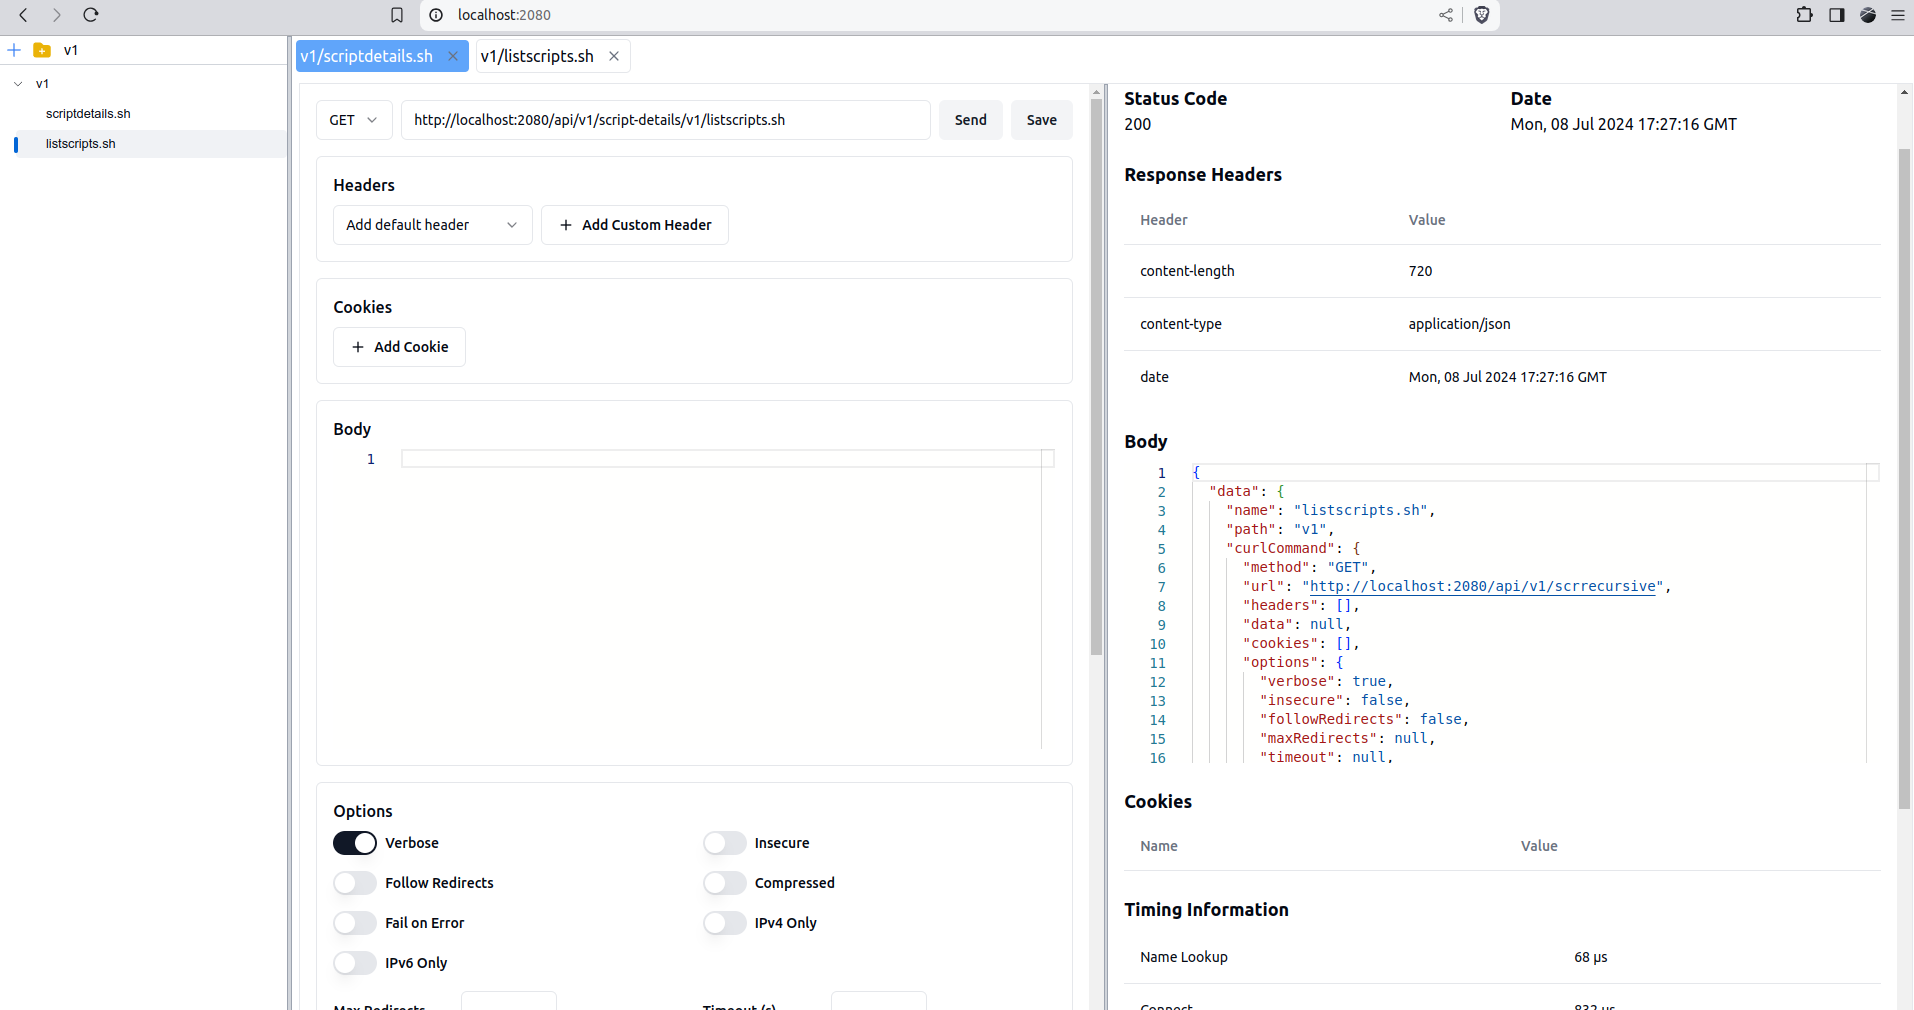 localhost:2080
v1
v1
scriptdetails.sh
listscripts.sh
v1/scriptdetails.sh
v1/listscripts.sh
GET
http://localhost:2080/api/v1/script-details/v1/listscripts.sh
Send
Save
Headers
Add default header
Add Custom Header
Cookies
Add Cookie
Body
1
Options
Verbose
Insecure
Follow Redirects
Compressed
Fail on Error
IPv4 Only
IPv6 Only
Max Redirects
Timeout (s)
Status Code
Date
200
Mon, 08 Jul 2024 17:27:16 GMT
Response Headers
Header Value
content-length 720
content-type application/json
date Mon, 08 Jul 2024 17:27:16 GMT
Body
1 {
2 "data": {
3 "name": "listscripts.sh",
4 "path": "v1",
5 "curlCommand": {
6 "method": "GET",
7 "url": "http://localhost:2080/api/v1/scrrecursive",
8 "headers": [],
9 "data": null,
10 "cookies": [],
11 "options": {
12 "verbose": true,
13 "insecure": false,
14 "followRedirects": false,
15 "maxRedirects": null,
16 "timeout": null,
Cookies
Name Value
Timing Information
Name Lookup 68 µs
Connect 832 µs